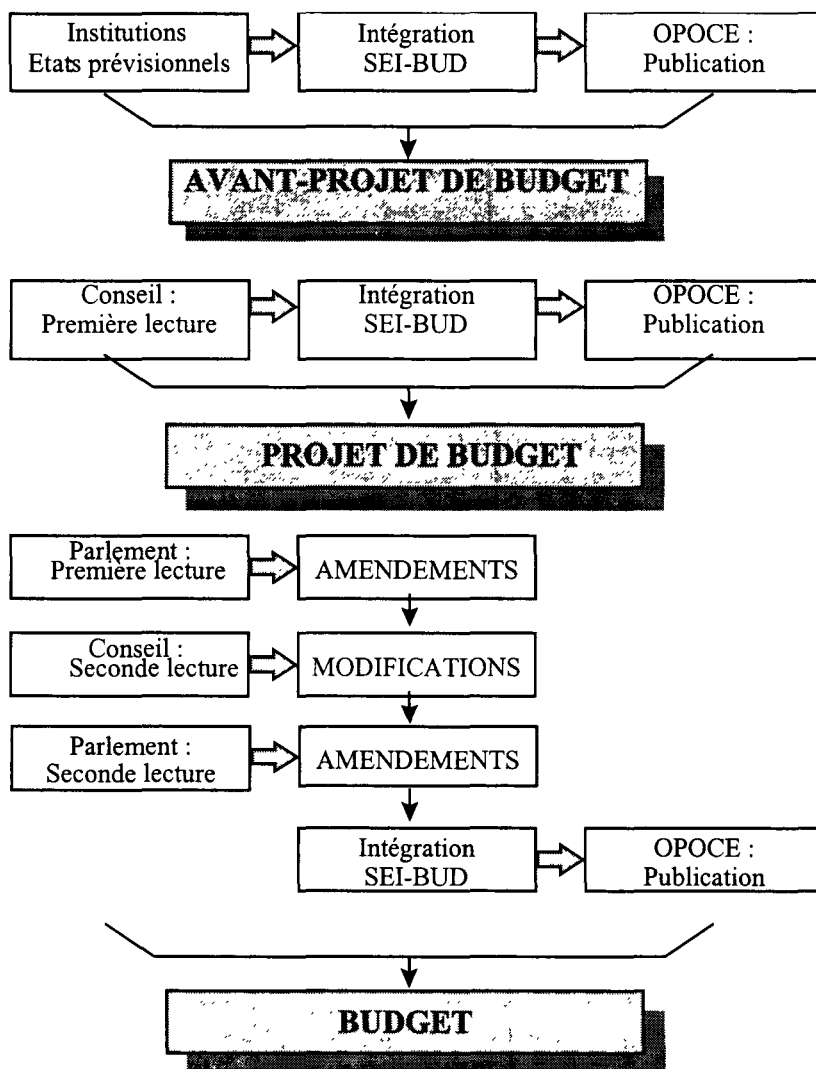 Institutions
Etats prévisionnels
Intégration
SEI-BUD
OPOCE :
Publication
AVANT-PROJET DE BUDGET
Conseil :
Première lecture
Intégration
SEI-BUD
OPOCE :
Publication
PROJET DE BUDGET
Parlement :
Première lecture
AMENDEMENTS
Conseil :
Seconde lecture
MODIFICATIONS
Parlement :
Seconde lecture
AMENDEMENTS
Intégration
SEI-BUD
OPOCE :
Publication
BUDGET